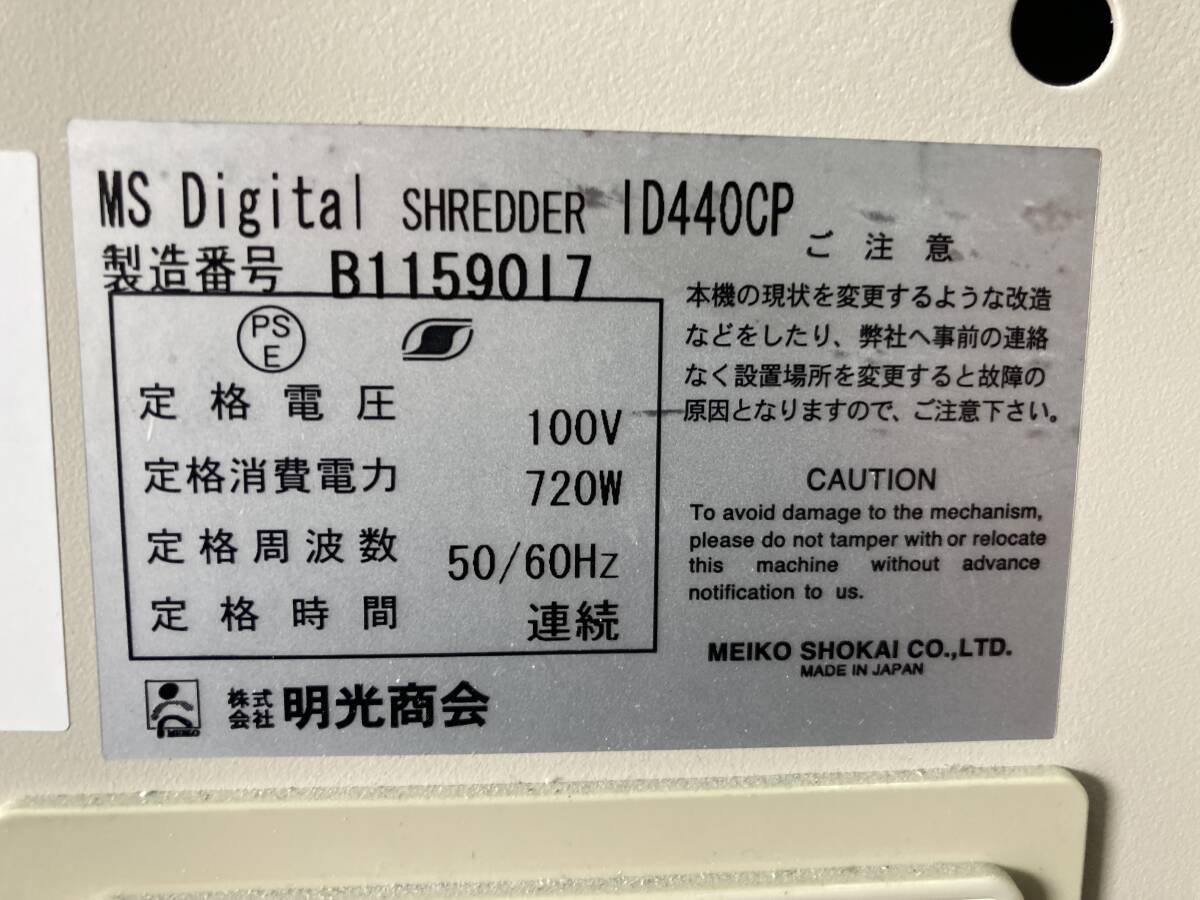 MS Digital SHREDDER ID440CP
製造番号 B1159017
PS
E
定格電圧 100V
定格消費電力 720W
定格周波数 50/60Hz
定格時間 連続
MEIKO
株式
会社 明光商会
ご注意
本機の現状を変更するような改造
などをしたり、弊社へ事前の連絡
なく設置場所を変更すると故障の
原因となりますので、ご注意下さい。
CAUTION
To avoid damage to the mechanism,
please do not tamper with or relocate
this machine without advance
notification to us.
MEIKO SHOKAI CO.,LTD.
MADE IN JAPAN